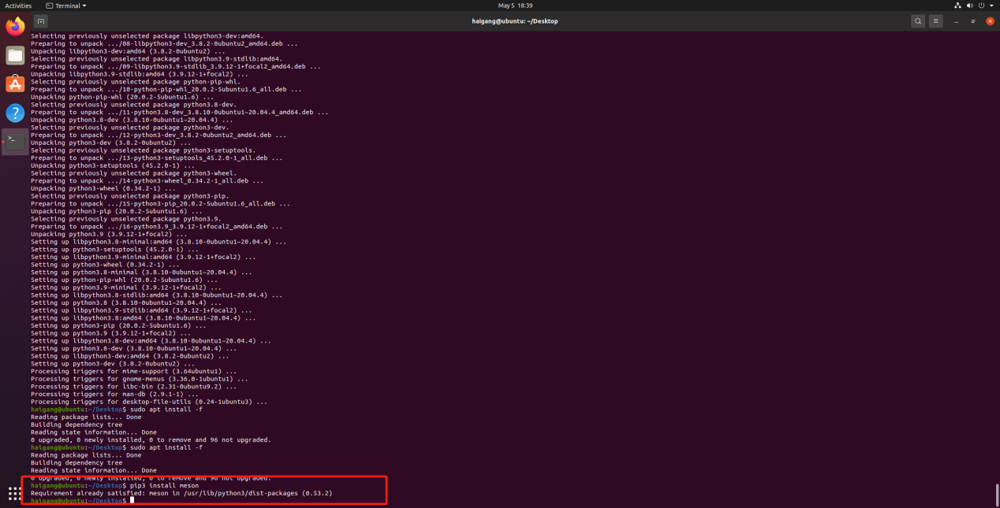 Activities
Terminal
May 5 18:39
haigang@ubuntu: ~/Desktop
Selecting previously unselected package libpython3-dev:amd64.
Preparing to unpack .../08-libpython3-dev_3.8.2-0ubuntu2_amd64.deb ...
Unpacking libpython3-dev:amd64 (3.8.2-0ubuntu2) ...
Selecting previously unselected package libpython3.9-stdlib:amd64.
Preparing to unpack .../09-libpython3.9-stdlib_3.9.12-1+focal2_amd64.deb ...
Unpacking libpython3.9-stdlib:amd64 (3.9.12-1+focal2) ...
Selecting previously unselected package python-pip-whl.
Preparing to unpack .../10-python-pip-whl_20.0.2-5ubuntu1.6_all.deb ...
Unpacking python-pip-whl (20.0.2-5ubuntu1.6) ...
Selecting previously unselected package python3.8-dev.
Preparing to unpack .../11-python3.8-dev_3.8.10-0ubuntu1~20.04.4_amd64.deb ...
Unpacking python3.8-dev (3.8.10-0ubuntu1~20.04.4) ...
Selecting previously unselected package python3-dev.
Preparing to unpack .../12-python3-dev_3.8.2-0ubuntu2_amd64.deb ...
Unpacking python3-dev (3.8.2-0ubuntu2) ...
Selecting previously unselected package python3-setuptools.
Preparing to unpack .../13-python3-setuptools_45.2.0-1_all.deb ...
Unpacking python3-setuptools (45.2.0-1) ...
Selecting previously unselected package python3-wheel.
Preparing to unpack .../14-python3-wheel_0.34.2-1_all.deb ...
Unpacking python3-wheel (0.34.2-1) ...
Selecting previously unselected package python3-pip.
Preparing to unpack .../15-python3-pip_20.0.2-5ubuntu1.6_all.deb ...
Unpacking python3-pip (20.0.2-5ubuntu1.6) ...
Selecting previously unselected package python3.9.
Preparing to unpack .../16-python3.9_3.9.12-1+focal2_amd64.deb ...
Unpacking python3.9 (3.9.12-1+focal2) ...
Setting up libpython3.8-minimal:amd64 (3.8.10-0ubuntu1~20.04.4) ...
Setting up python3-setuptools (45.2.0-1) ...
Setting up libpython3.9-minimal:amd64 (3.9.12-1+focal2) ...
Setting up python3-wheel (0.34.2-1) ...
Setting up python3.8-minimal (3.8.10-0ubuntu1~20.04.4) ...
Setting up python-pip-whl (20.0.2-5ubuntu1.6) ...
Setting up python3.9-minimal (3.9.12-1+focal2) ...
Setting up libpython3.8-stdlib:amd64 (3.8.10-0ubuntu1~20.04.4) ...
Setting up python3.8 (3.8.10-0ubuntu1~20.04.4) ...
Setting up libpython3.9-stdlib:amd64 (3.9.12-1+focal2) ...
Setting up libpython3.8:amd64 (3.8.10-0ubuntu1~20.04.4) ...
Setting up python3-pip (20.0.2-5ubuntu1.6) ...
Setting up python3.9 (3.9.12-1+focal2) ...
Setting up libpython3.8-dev:amd64 (3.8.10-0ubuntu1~20.04.4) ...
Setting up python3.8-dev (3.8.10-0ubuntu1~20.04.4) ...
Setting up libpython3-dev:amd64 (3.8.2-0ubuntu2) ...
Setting up python3-dev (3.8.2-0ubuntu2) ...
Processing triggers for mime-support (3.64ubuntu1) ...
Processing triggers for gnome-menus (3.36.0-1ubuntu1) ...
Processing triggers for libc-bin (2.31-0ubuntu9.2) ...
Processing triggers for man-db (2.9.1-1) ...
Processing triggers for desktop-file-utils (0.24-1ubuntu3) ...
haigang@ubuntu:~/Desktop$ sudo apt install -f
Reading package lists... Done
Building dependency tree
Reading state information... Done
0 upgraded, 0 newly installed, 0 to remove and 96 not upgraded.
haigang@ubuntu:~/Desktop$ sudo apt install -f
Reading package lists... Done
Building dependency tree
Reading state information... Done
0 upgraded, 0 newly installed, 0 to remove and 96 not upgraded.
haigang@ubuntu:~/Desktop$ pip3 install meson
Requirement already satisfied: meson in /usr/lib/python3/dist-packages (0.53.2)
haigang@ubuntu:~/Desktop$